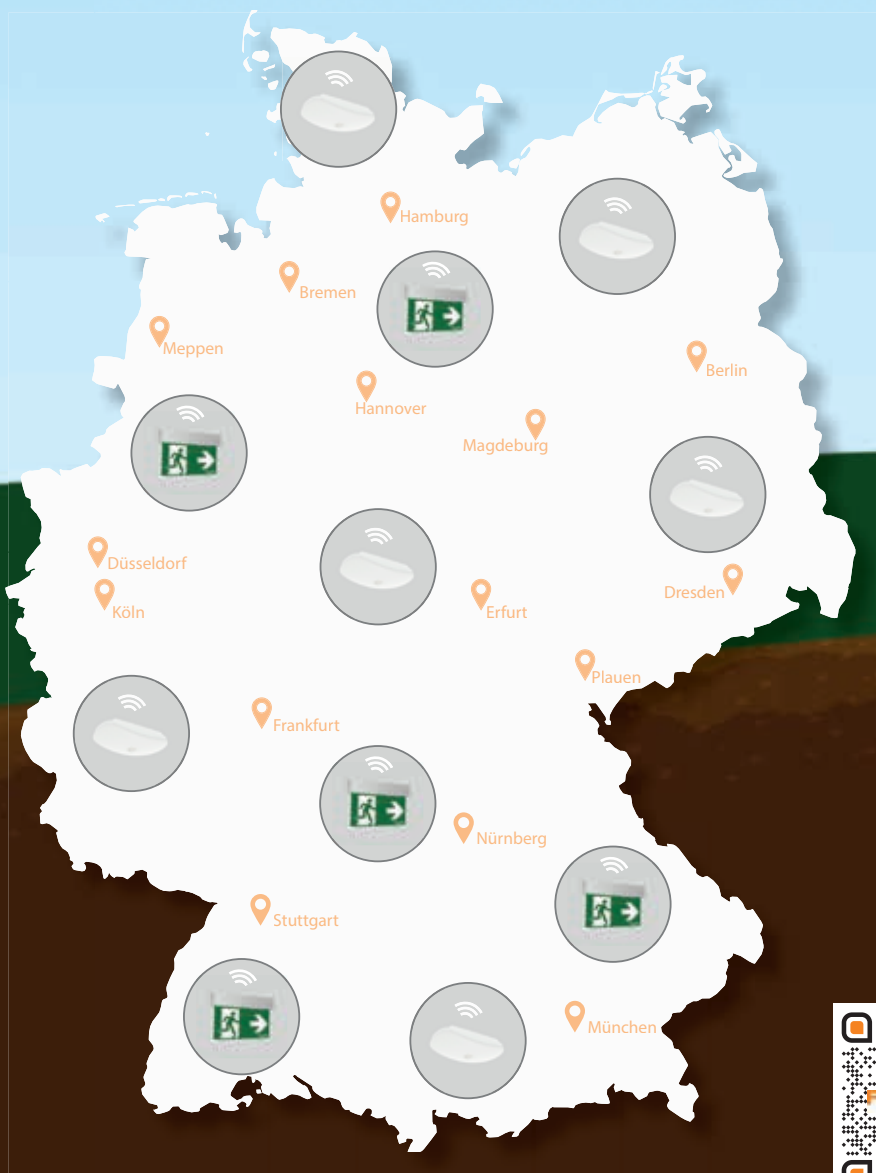 Hamburg
Bremen
Meppen
Berlin
Hannover
Magdeburg
Düsseldorf
Dresden
Köln
Erfurt
Plauen
Frankfurt
Nürnberg
Stuttgart
München